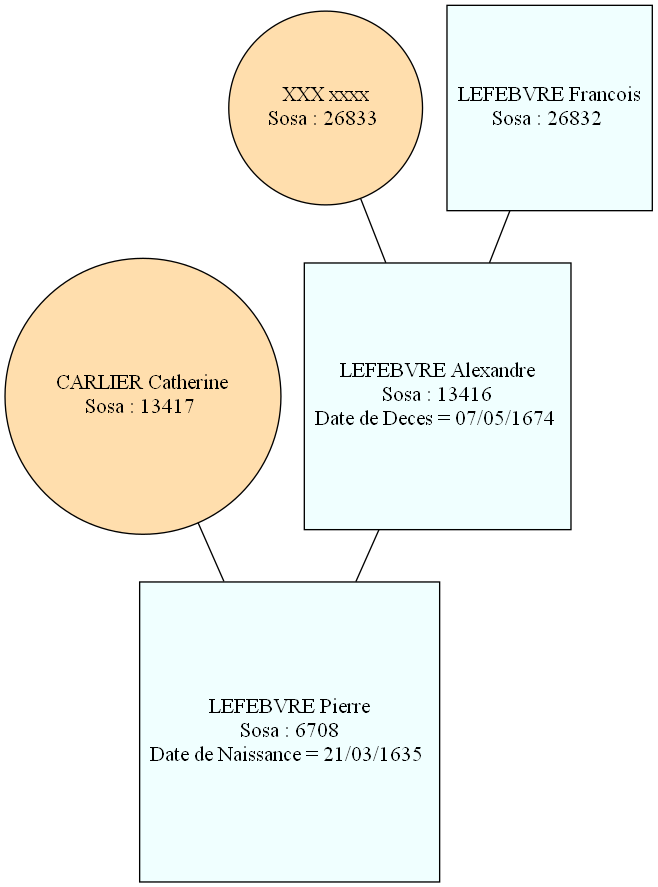 XXX xxxx
Sosa : 26833
LEFEBVRE Francois
Sosa : 26832
CARLIER Catherine
Sosa : 13417
LEFEBVRE Alexandre
Sosa : 13416
Date de Deces = 07/05/1674
LEFEBVRE Pierre
Sosa : 6708
Date de Naissance = 21/03/1635